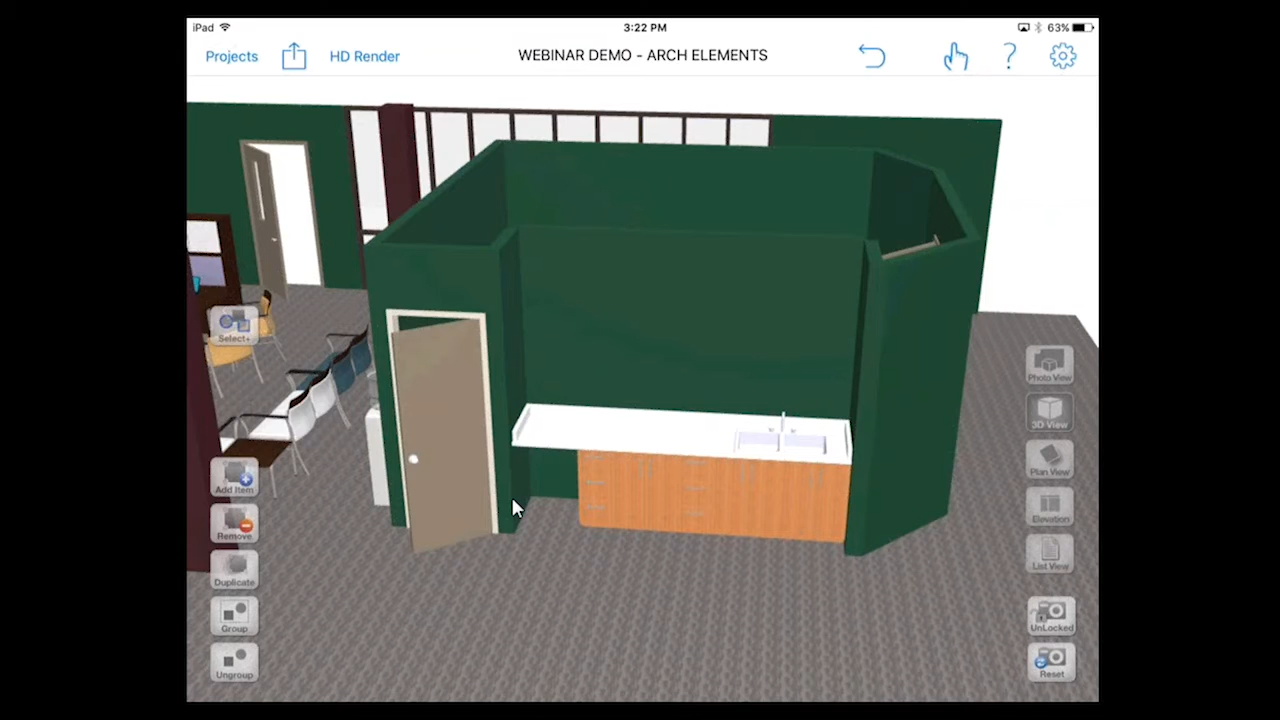 iPad
3:22 PM
63%
Projects
HD Render
WEBINAR DEMO - ARCH ELEMENTS
?
Select+
Photo View
3D View
Plan View
Add Item
Elevation
Remove
List View
Duplicate
Group
UnLocked
Ungroup
Reset